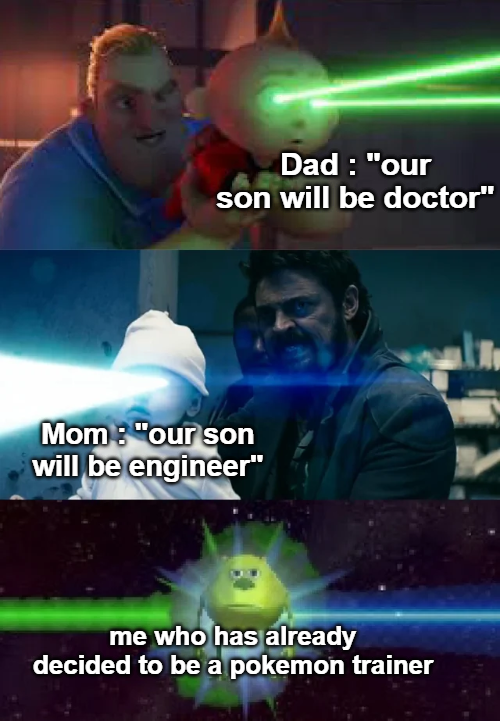 Dad : "our
son will be doctor"
Mom : "our son
will be engineer"
me who has already
decided to be a pokemon trainer